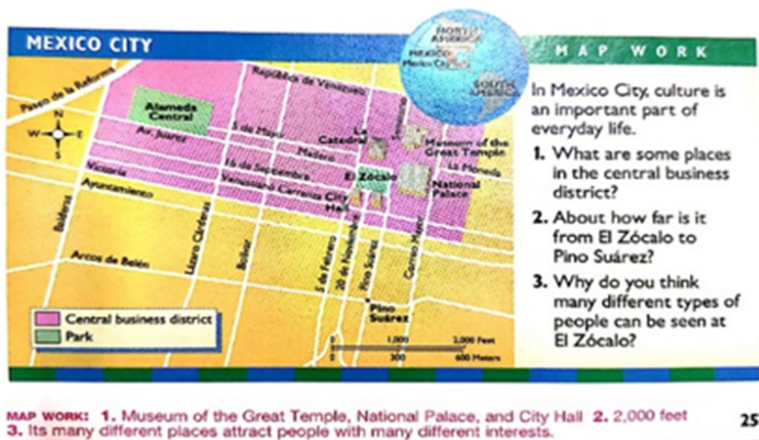 MEXICO CITY
NORTH
AMERICA
MEXICO
Mexico City
SOUTH
AMERICA
MAP WORK
Paseo de la Reforma
República de Venezuela
Alameda
Central
N
W
E
S
Av. Juárez
5 de Mayo
Madero
La
Catedral
Museum of the
Great Temple
La Moneda
16 de Septiembre
El Zócalo
Victoria
Venustiano Carranza
City
Hall
National
Palace
Ayuntamiento
Balderas
Lázaro Cárdenas
Bolívar
5 de Febrero
20 de Noviembre
Pino Suárez
Correo Mayor
Arcos de Belén
Pino
Suárez
Central business district
Park
0 1,000 2,000 Feet
0 300 600 Meters
In Mexico City, culture is
an important part of
everyday life.
1. What are some places
in the central business
district?
2. About how far is it
from El Zócalo to
Pino Suárez?
3. Why do you think
many different types of
people can be seen at
El Zócalo?
MAP WORK: 1. Museum of the Great Temple, National Palace, and City Hall 2. 2,000 feet
3. Its many different places attract people with many different interests.
25